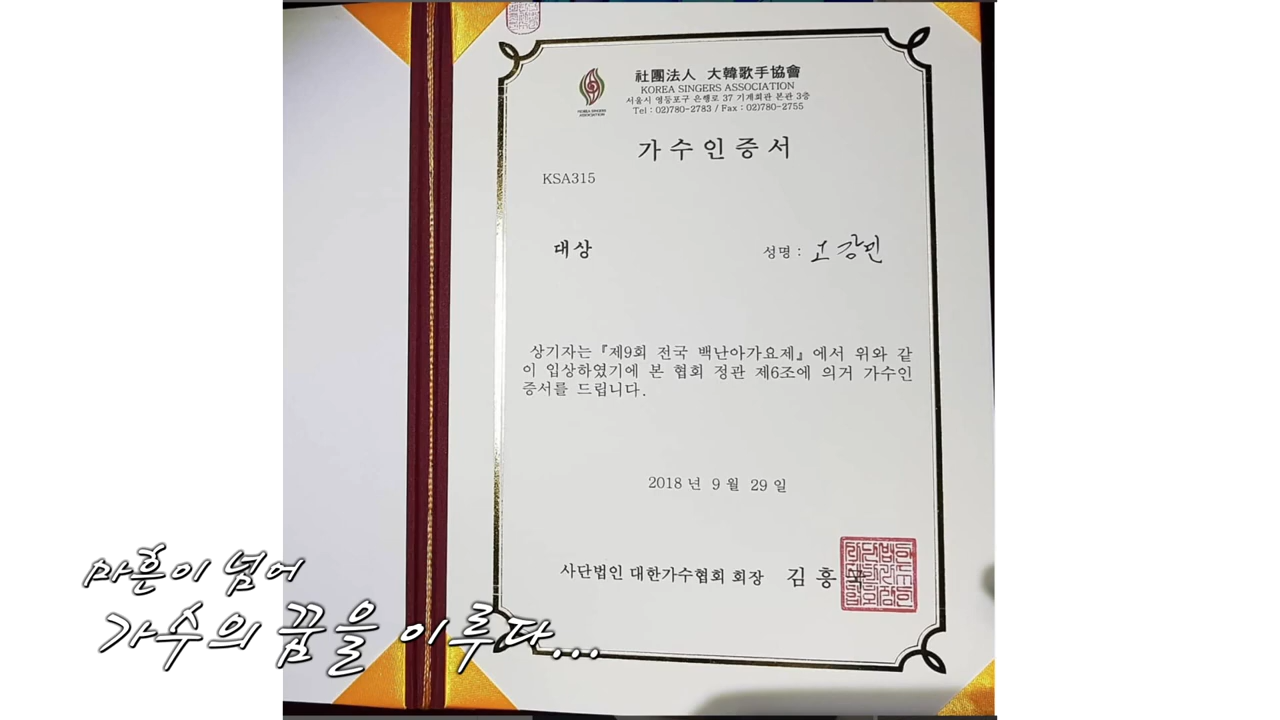 社團法人 大韓歌手協會
KOREA SINGERS ASSOCIATION
서울시 영등포구 은행로 37 기계회관 본관 3층
Tel : 02)780-2783 / Fax : 02)780-2755
KOREA SINGERS
ASSOCIATION
가수인증서
KSA315
대상
성명 : 고강민
상기자는 『제9회 전국 백난아가요제』에서 위와 같
이 입상하였기에 본 협회 정관 제6조에 의거 가수인
증서를 드립니다.
2018 년 9 월 29 일
사단법인 대한가수협회 회장 김흥국
마흔이 넘어
가수의 꿈을 이루다...